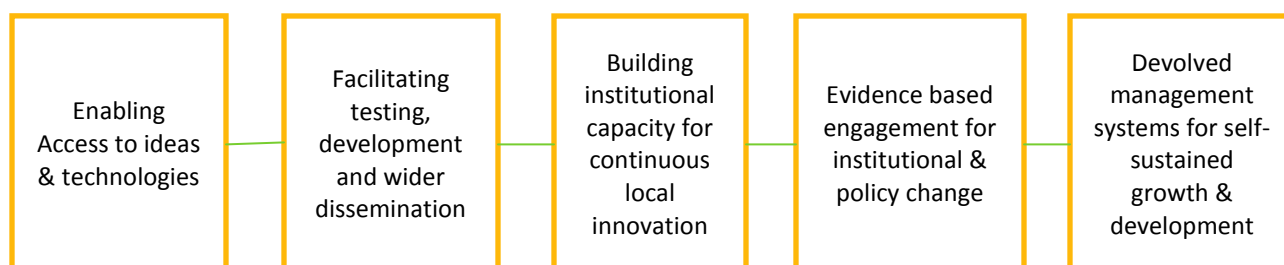 Enabling
Access to ideas
& technologies
Facilitating
testing,
development
and wider
dissemination
Building
institutional
capacity for
continuous
local
innovation
Evidence based
engagement for
institutional &
policy change
Devolved
management
systems for self-
sustained
growth &
development